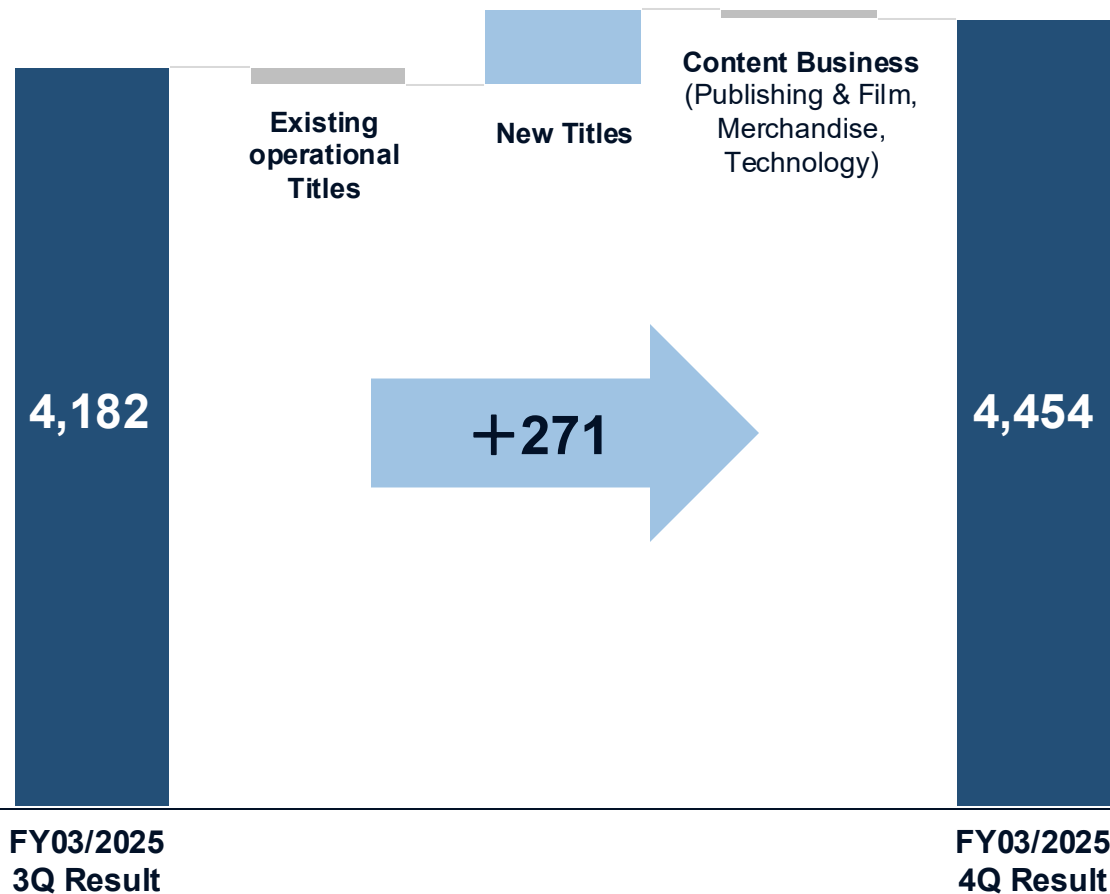 Existing
operational
Titles
New Titles
Content Business
(Publishing & Film,
Merchandise,
Technology)
4,182
+271
4,454
FY03/2025
3Q Result
FY03/2025
4Q Result